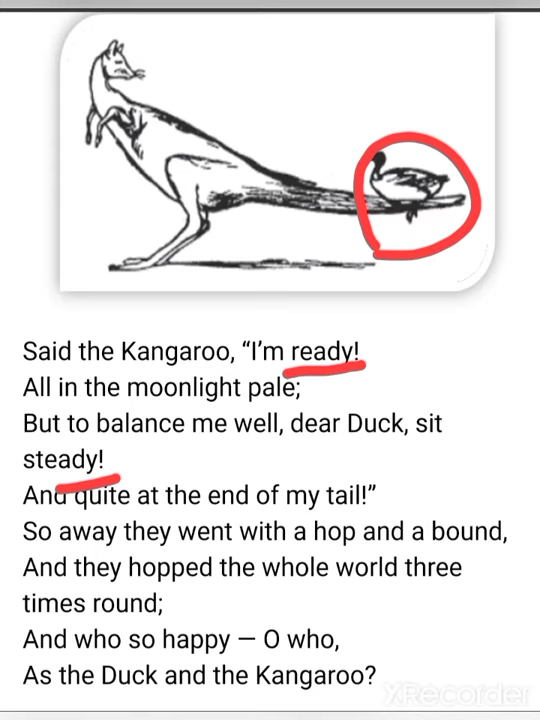 Said the Kangaroo, “I’m ready!
All in the moonlight pale;
But to balance me well, dear Duck, sit
steady!
And quite at the end of my tail!”
So away they went with a hop and a bound,
And they hopped the whole world three
times round;
And who so happy — O who,
As the Duck and the Kangaroo?
XRecorder